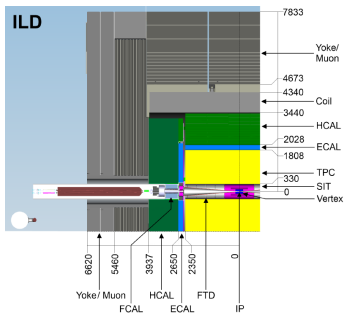 ILD
7833
Yoke/
Muon
4673
4340
Coil
3440
HCAL
2028
ECAL
1808
TPC
330
SIT
0
Vertex
6620
5460
3937
2650
2350
0
Yoke/ Muon
HCAL
FTD
FCAL
ECAL
IP